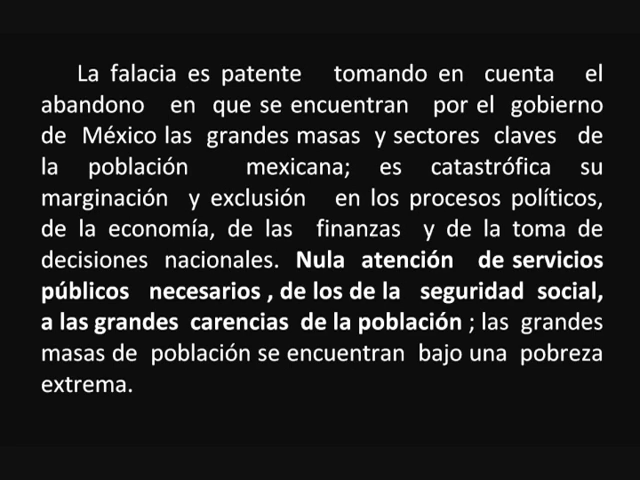 La falacia es patente tomando en cuenta el
abandono en que se encuentran por el gobierno
de México las grandes masas y sectores claves de
la población mexicana; es catastrófica su
marginación y exclusión en los procesos políticos,
de la economía, de las finanzas y de la toma de
decisiones nacionales. Nula atención de servicios
públicos necesarios , de los de la seguridad social,
a las grandes carencias de la población ; las grandes
masas de población se encuentran bajo una pobreza
extrema.